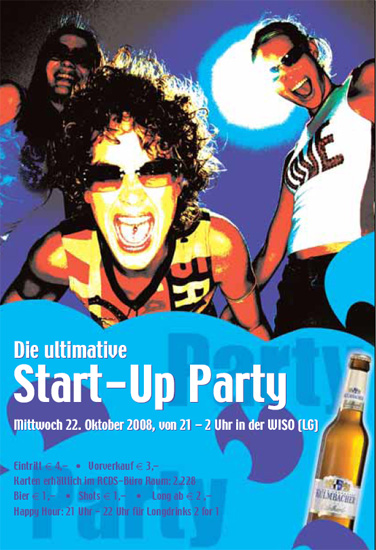 Die ultimative
Start-Up Party
Mittwoch 22. Oktober 2008, von 21 – 2 Uhr in der WISO (LG)
Eintritt € 4,- • Vorverkauf € 3,-
Karten erhältlich im RCDS-Büro Raum: 2.228
Bier € 1,- • Shots € 1,- • Long ab € 2 ,-
Happy Hour: 21 Uhr – 22 Uhr für Longdrinks 2 for 1
Party
Party
KULMBACHER